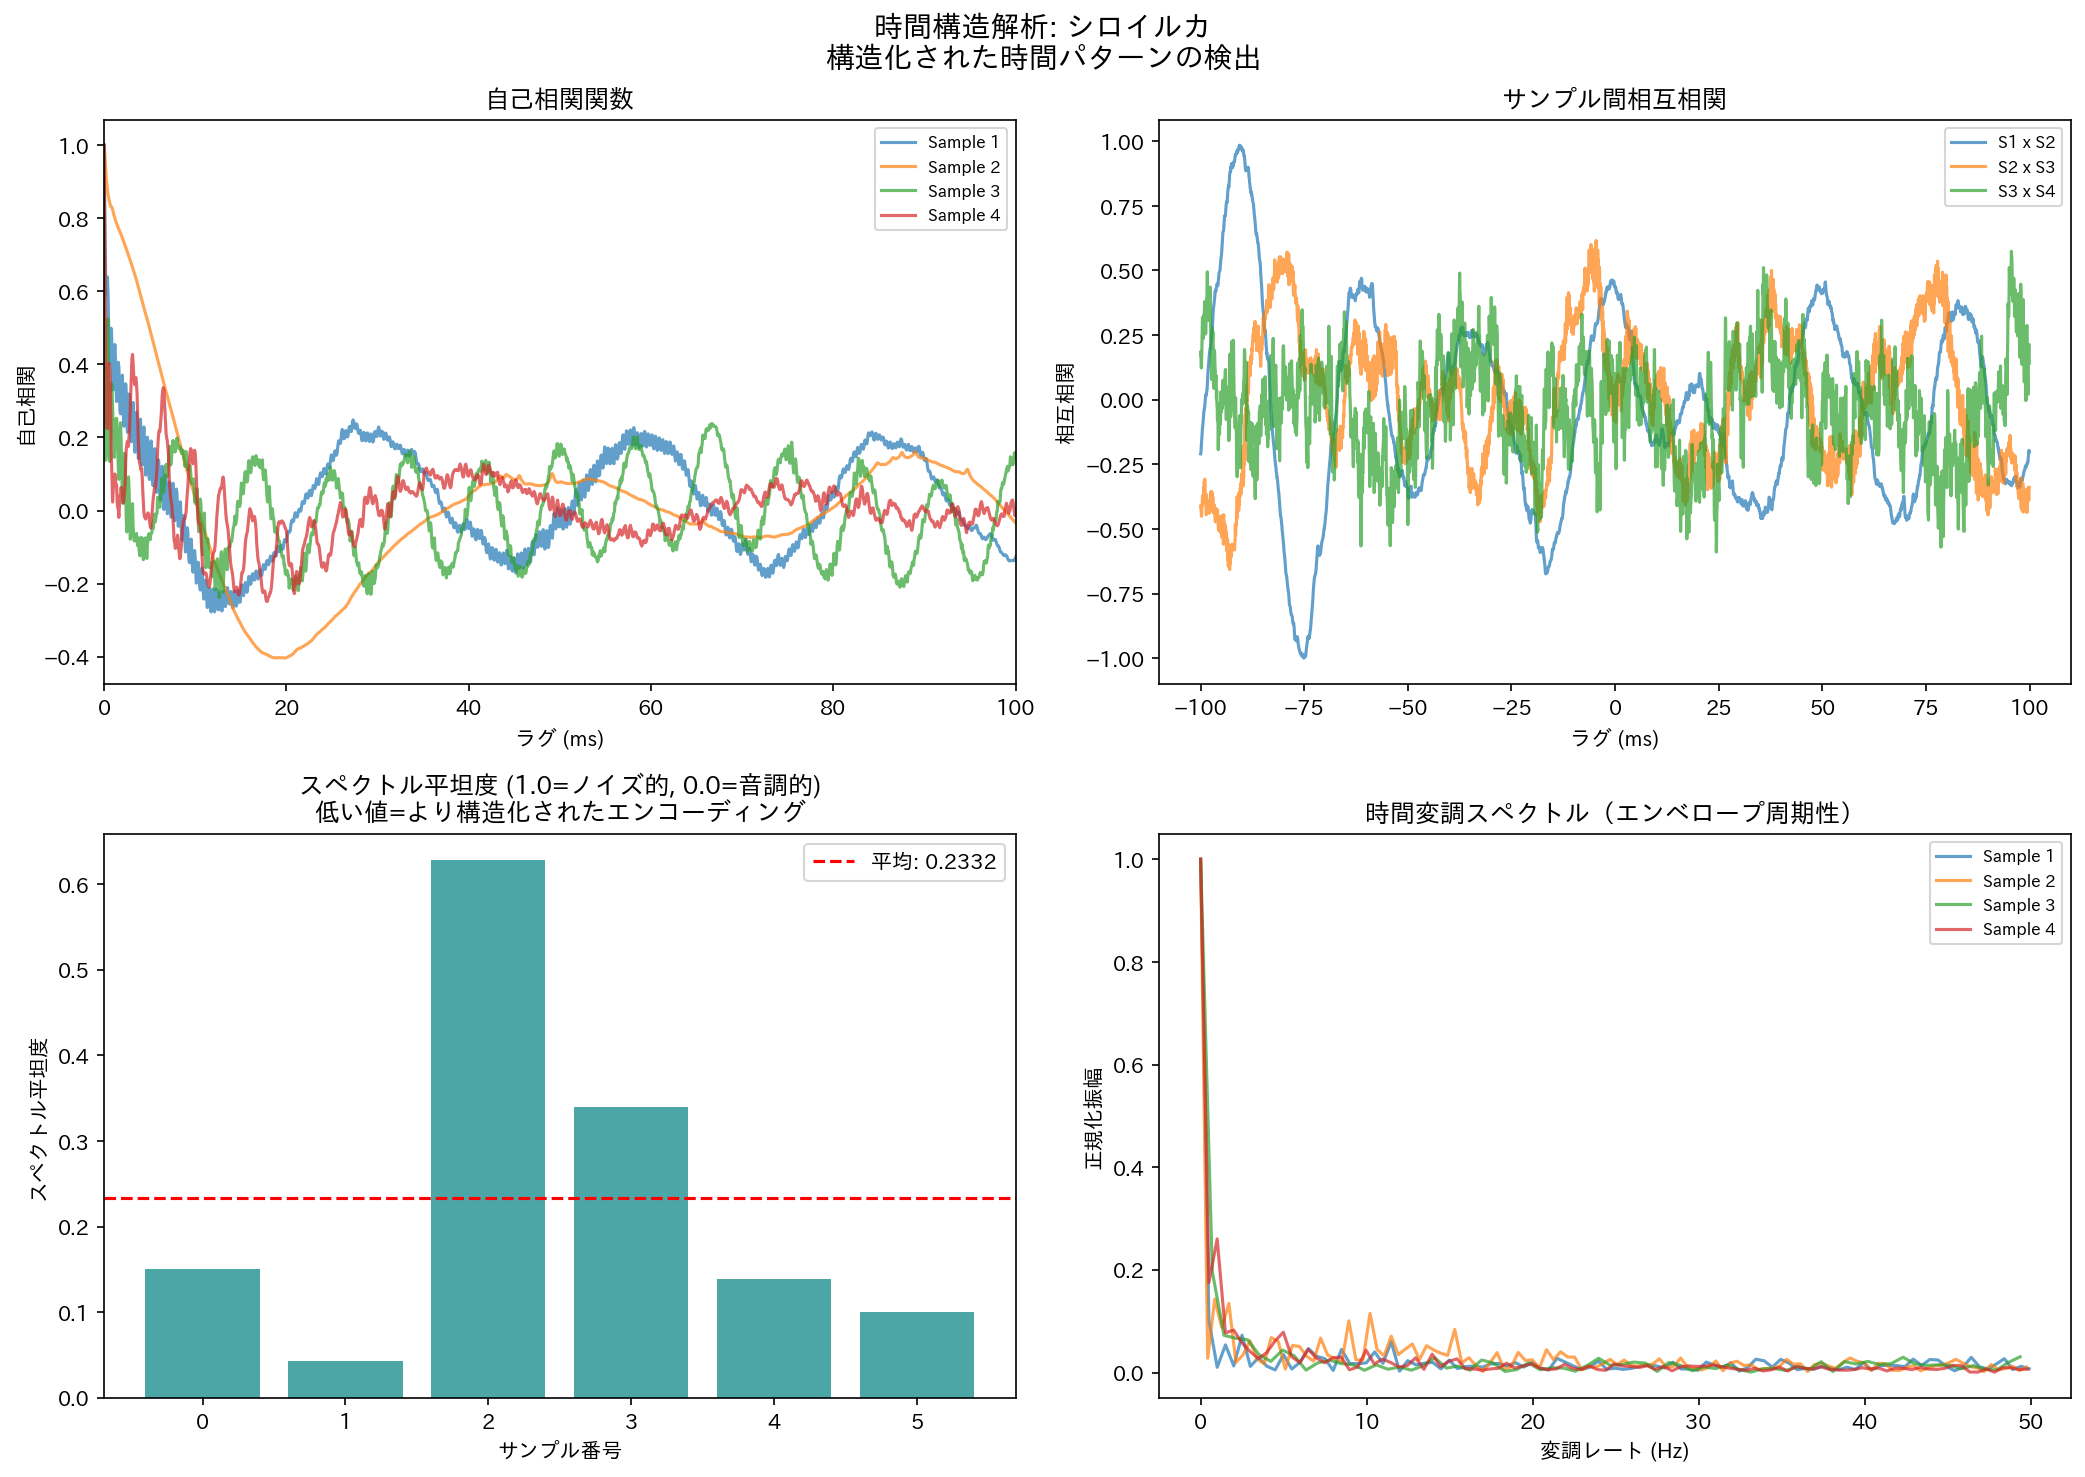 時間構造解析: シロイルカ
構造化された時間パターンの検出
自己相関関数
1.0
0.8
0.6
0.4
0.2
0.0
−0.2
−0.4
自己相関
0
20
40
60
80
100
ラグ (ms)
Sample 1
Sample 2
Sample 3
Sample 4
サンプル間相互相関
1.00
0.75
0.50
0.25
0.00
−0.25
−0.50
−0.75
−1.00
相互相関
−100
−75
−50
−25
0
25
50
75
100
ラグ (ms)
S1 x S2
S2 x S3
S3 x S4
スペクトル平坦度 (1.0=ノイズ的, 0.0=音調的)
低い値=より構造化されたエンコーディング
0.6
0.5
0.4
0.3
0.2
0.1
0.0
スペクトル平坦度
0
1
2
3
4
5
サンプル番号
平均: 0.2332
時間変調スペクトル（エンベロープ周期性）
1.0
0.8
0.6
0.4
0.2
0.0
正規化振幅
0
10
20
30
40
50
変調レート (Hz)
Sample 1
Sample 2
Sample 3
Sample 4